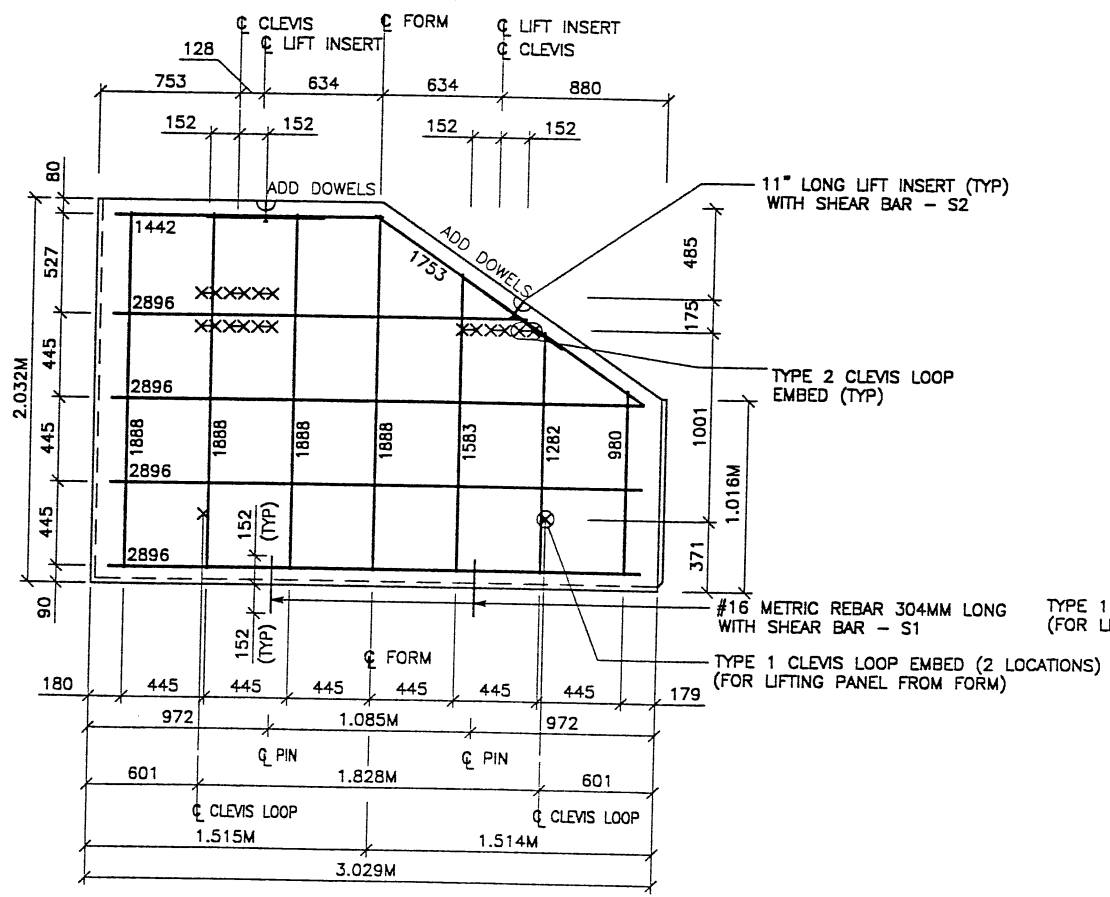 ℄ CLEVIS
℄ LIFT INSERT
℄ FORM
℄ LIFT INSERT
℄ CLEVIS
128
753
634
634
880
152
152
152
152
80
527
445
445
445
90
2.032M
ADD DOWELS
ADD DOWELS
1442
1753
2896
2896
2896
2896
1888
1888
1888
1888
1583
1282
980
11" LONG LIFT INSERT (TYP)
WITH SHEAR BAR - S2
485
175
TYPE 2 CLEVIS LOOP
EMBED (TYP)
1001
1.016M
371
152
(TYP)
152
(TYP)
#16 METRIC REBAR 304MM LONG
WITH SHEAR BAR - S1
TYPE 1
(FOR LI
TYPE 1 CLEVIS LOOP EMBED (2 LOCATIONS)
(FOR LIFTING PANEL FROM FORM)
℄ FORM
180
445
445
445
445
445
445
179
972
1.085M
972
℄ PIN
℄ PIN
601
1.828M
601
℄ CLEVIS LOOP
℄ CLEVIS LOOP
1.515M
1.514M
3.029M